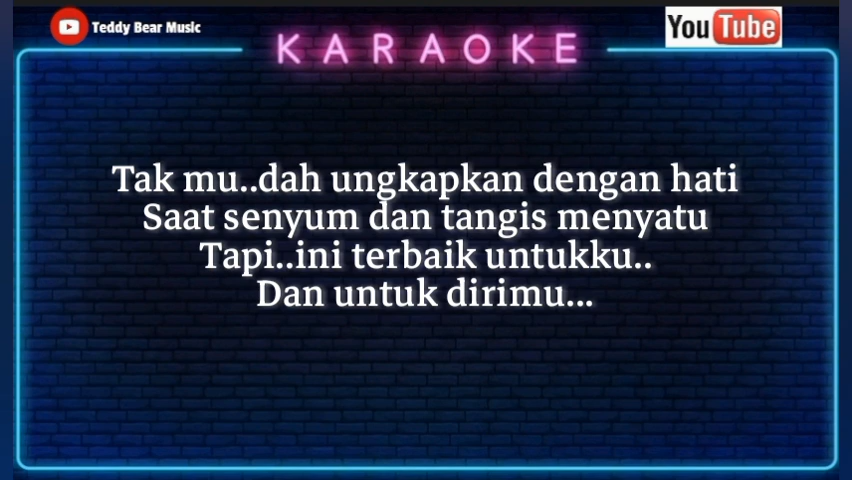 Teddy Bear Music
YouTube
KARAOKE
Tak mu..dah ungkapkan dengan hati
Saat senyum dan tangis menyatu
Tapi..ini terbaik untukku..
Dan untuk dirimu...